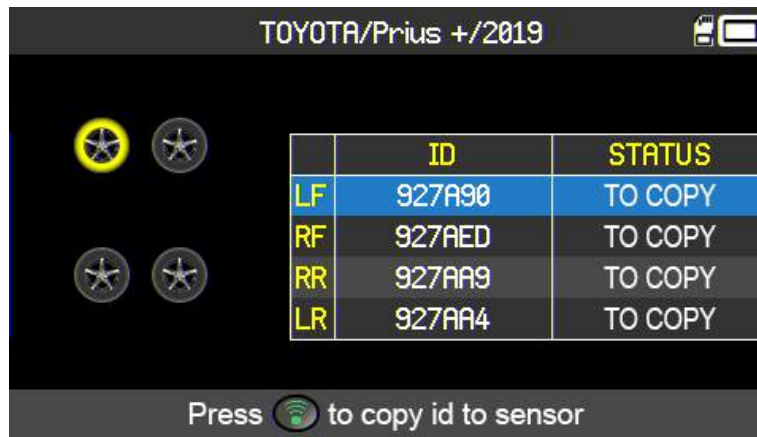 TOYOTA/Prius +/2019
ID STATUS
LF 927A90 TO COPY
RF 927AED TO COPY
RR 927AA9 TO COPY
LR 927AA4 TO COPY
Press to copy id to sensor